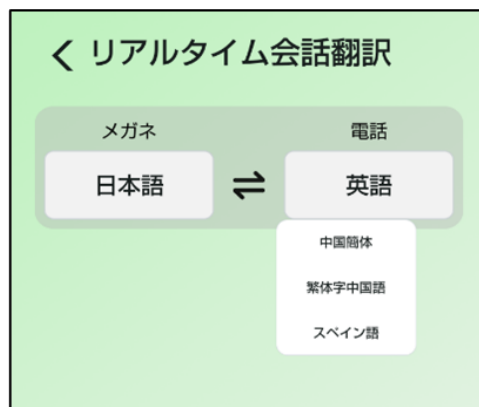 リアルタイム会話翻訳
メガネ
電話
日本語
英語
中国簡体
繁体字中国語
スペイン語